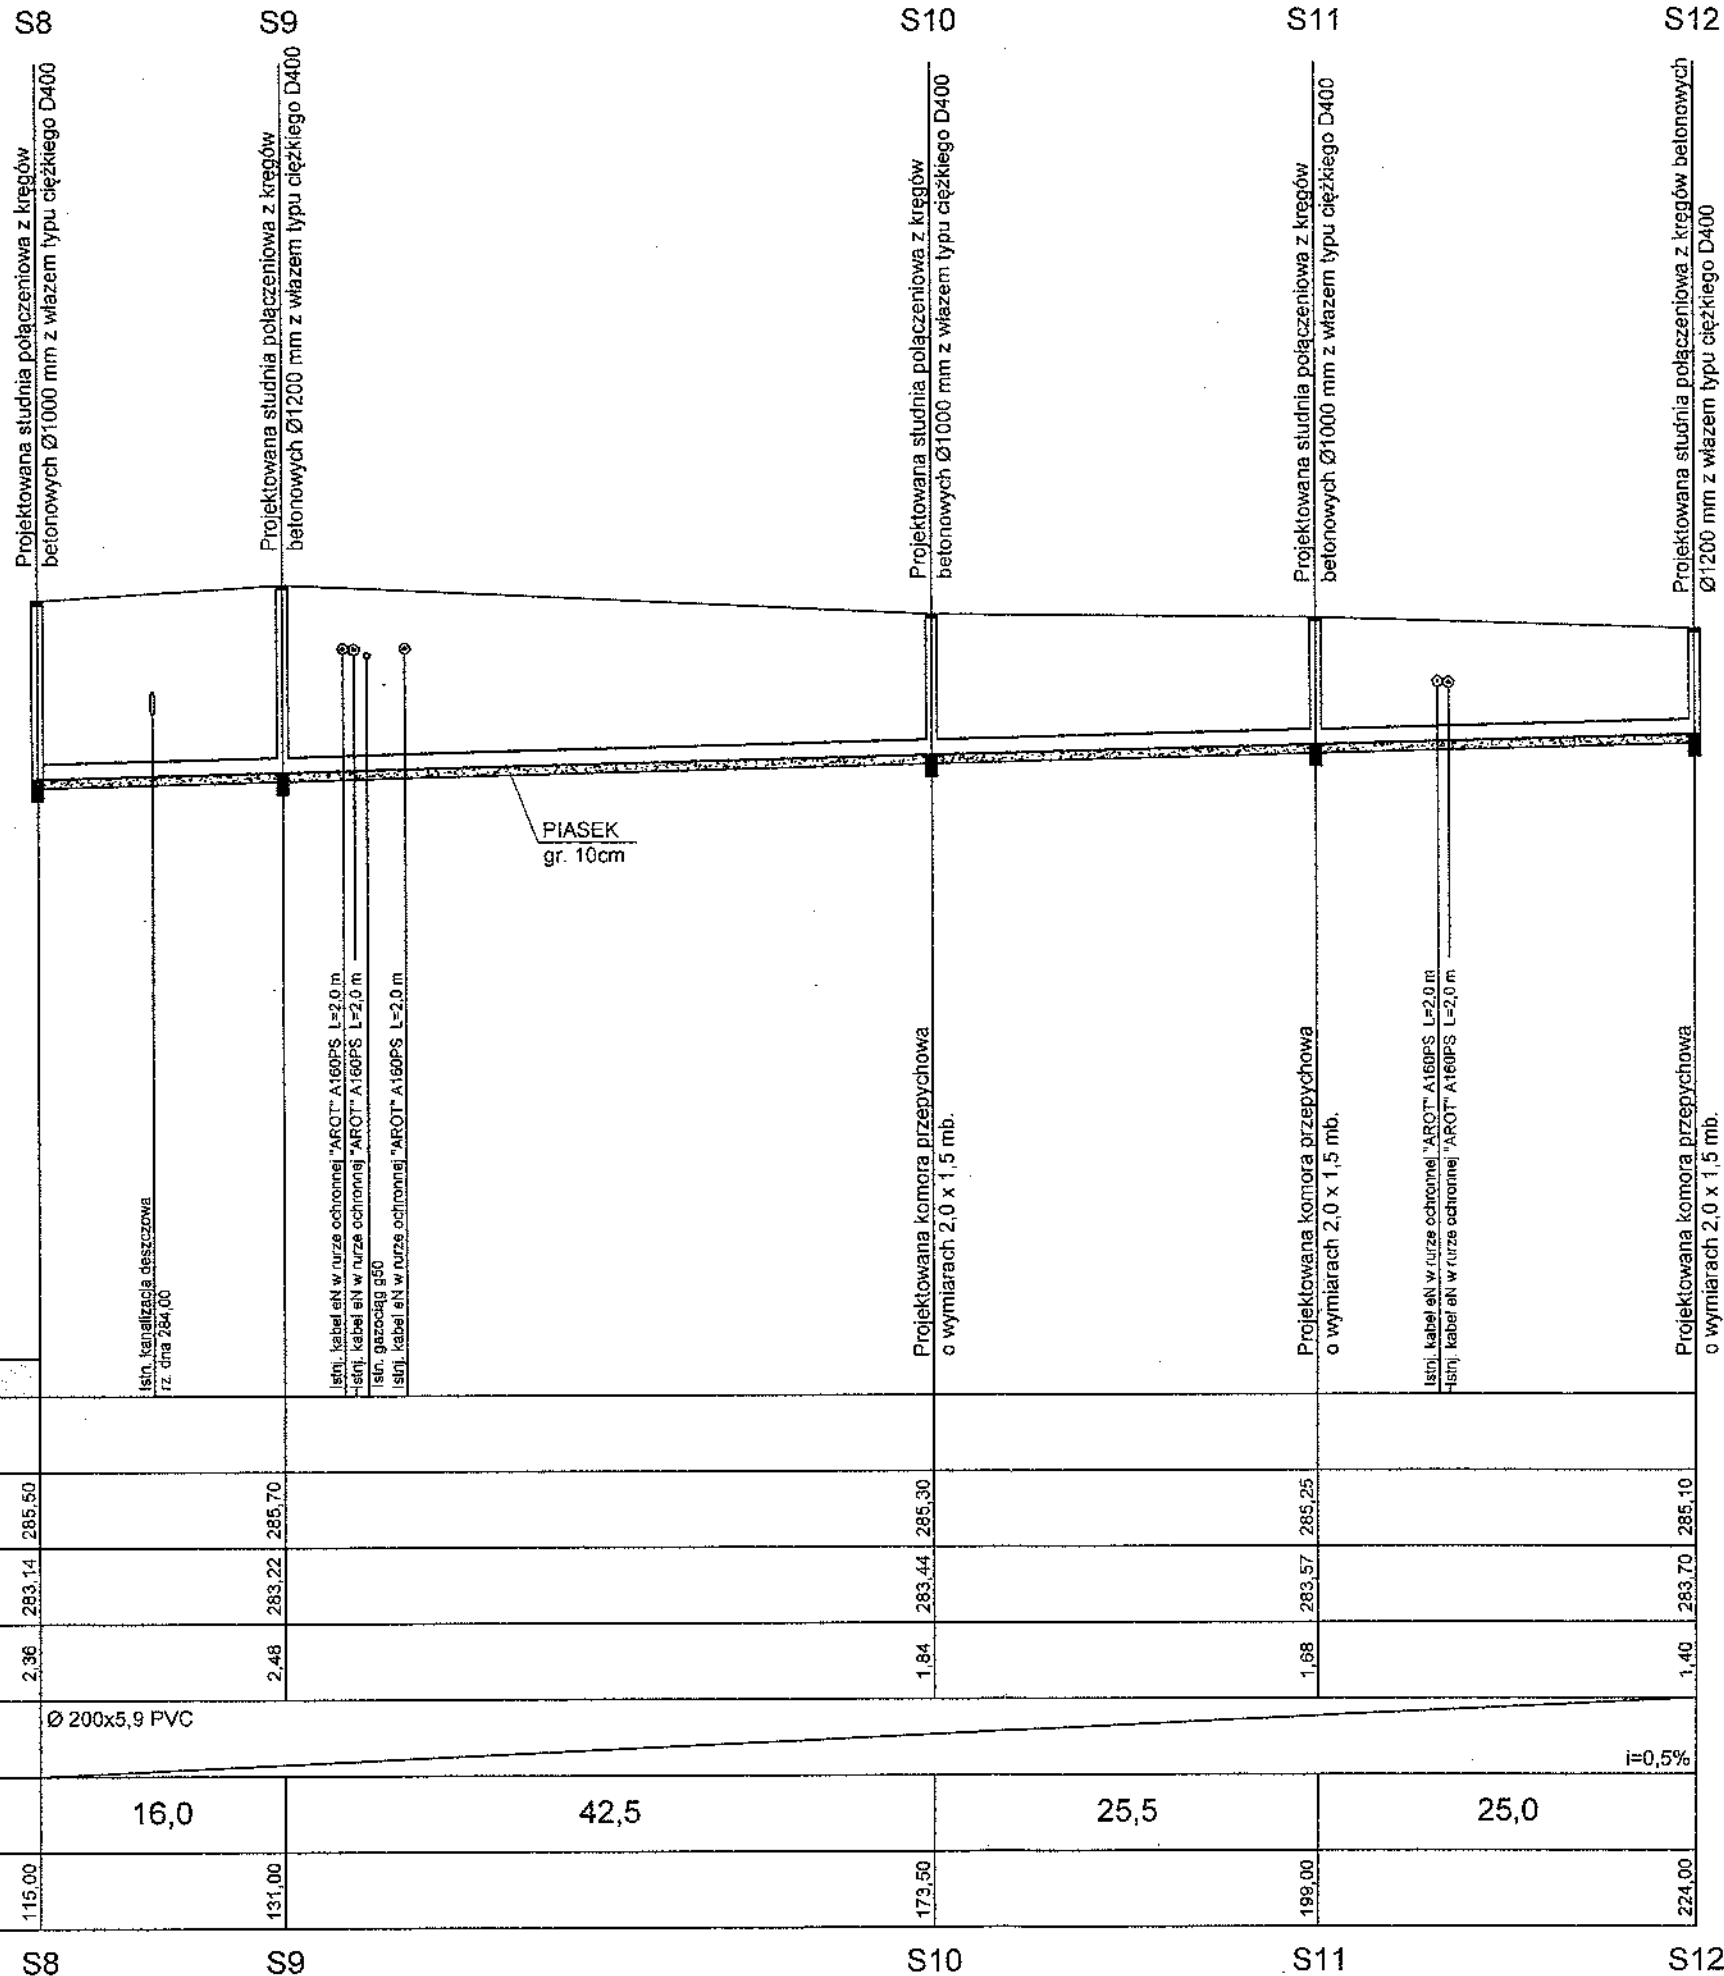 S8
S9
S10
S11
S12
Projektowana studnia połączeniowa z kręgów
betonowych Ø1000 mm z włazem typu ciężkiego D400
Projektowana studnia połączeniowa z kręgów
betonowych Ø1200 mm z włazem typu ciężkiego D400
Projektowana studnia połączeniowa z kręgów
betonowych Ø1000 mm z włazem typu ciężkiego D400
Projektowana studnia połączeniowa z kręgów
betonowych Ø1000 mm z włazem typu ciężkiego D400
Projektowana studnia połączeniowa z kręgów betonowych
Ø1200 mm z włazem typu ciężkiego D400
PIASEK
gr. 10cm
Istn. kanalizacja deszczowa
rz. dna 284,00
Istnj. kabel eN w rurze ochronnej "AROT" A160PS L=2,0 m
Istnj. kabel eN w rurze ochronnej "AROT" A160PS L=2,0 m
Istn. gazociąg g50
Istnj. kabel eN w rurze ochronnej "AROT" A160PS L=2,0 m
Projektowana komora przepychowa
o wymiarach 2,0 x 1,5 mb.
Projektowana komora przepychowa
o wymiarach 2,0 x 1,5 mb.
Istnj. kabel eN w rurze ochronnej "AROT" A160PS L=2,0 m
Istnj. kabel eN w rurze ochronnej "AROT" A160PS L=2,0 m
Projektowana komora przepychowa
o wymiarach 2,0 x 1,5 mb.
285,50
285,70
285,30
285,25
285,10
283,14
283,22
283,44
283,57
283,70
2,36
2,48
1,84
1,68
1,40
Ø 200x5,9 PVC
i=0,5%
16,0
42,5
25,5
25,0
115,00
131,00
173,50
199,00
224,00
S8
S9
S10
S11
S12